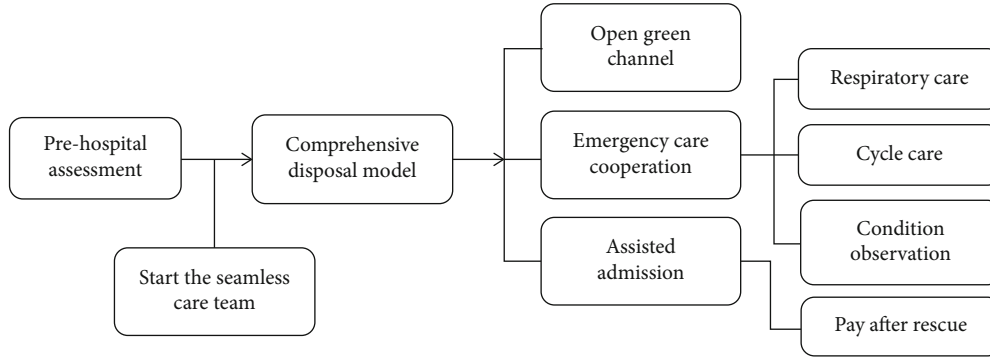 Pre-hospital
assessment
Start the seamless
care team
Comprehensive
disposal model
Open green
channel
Emergency care
cooperation
Assisted
admission
Respiratory care
Cycle care
Condition
observation
Pay after rescue